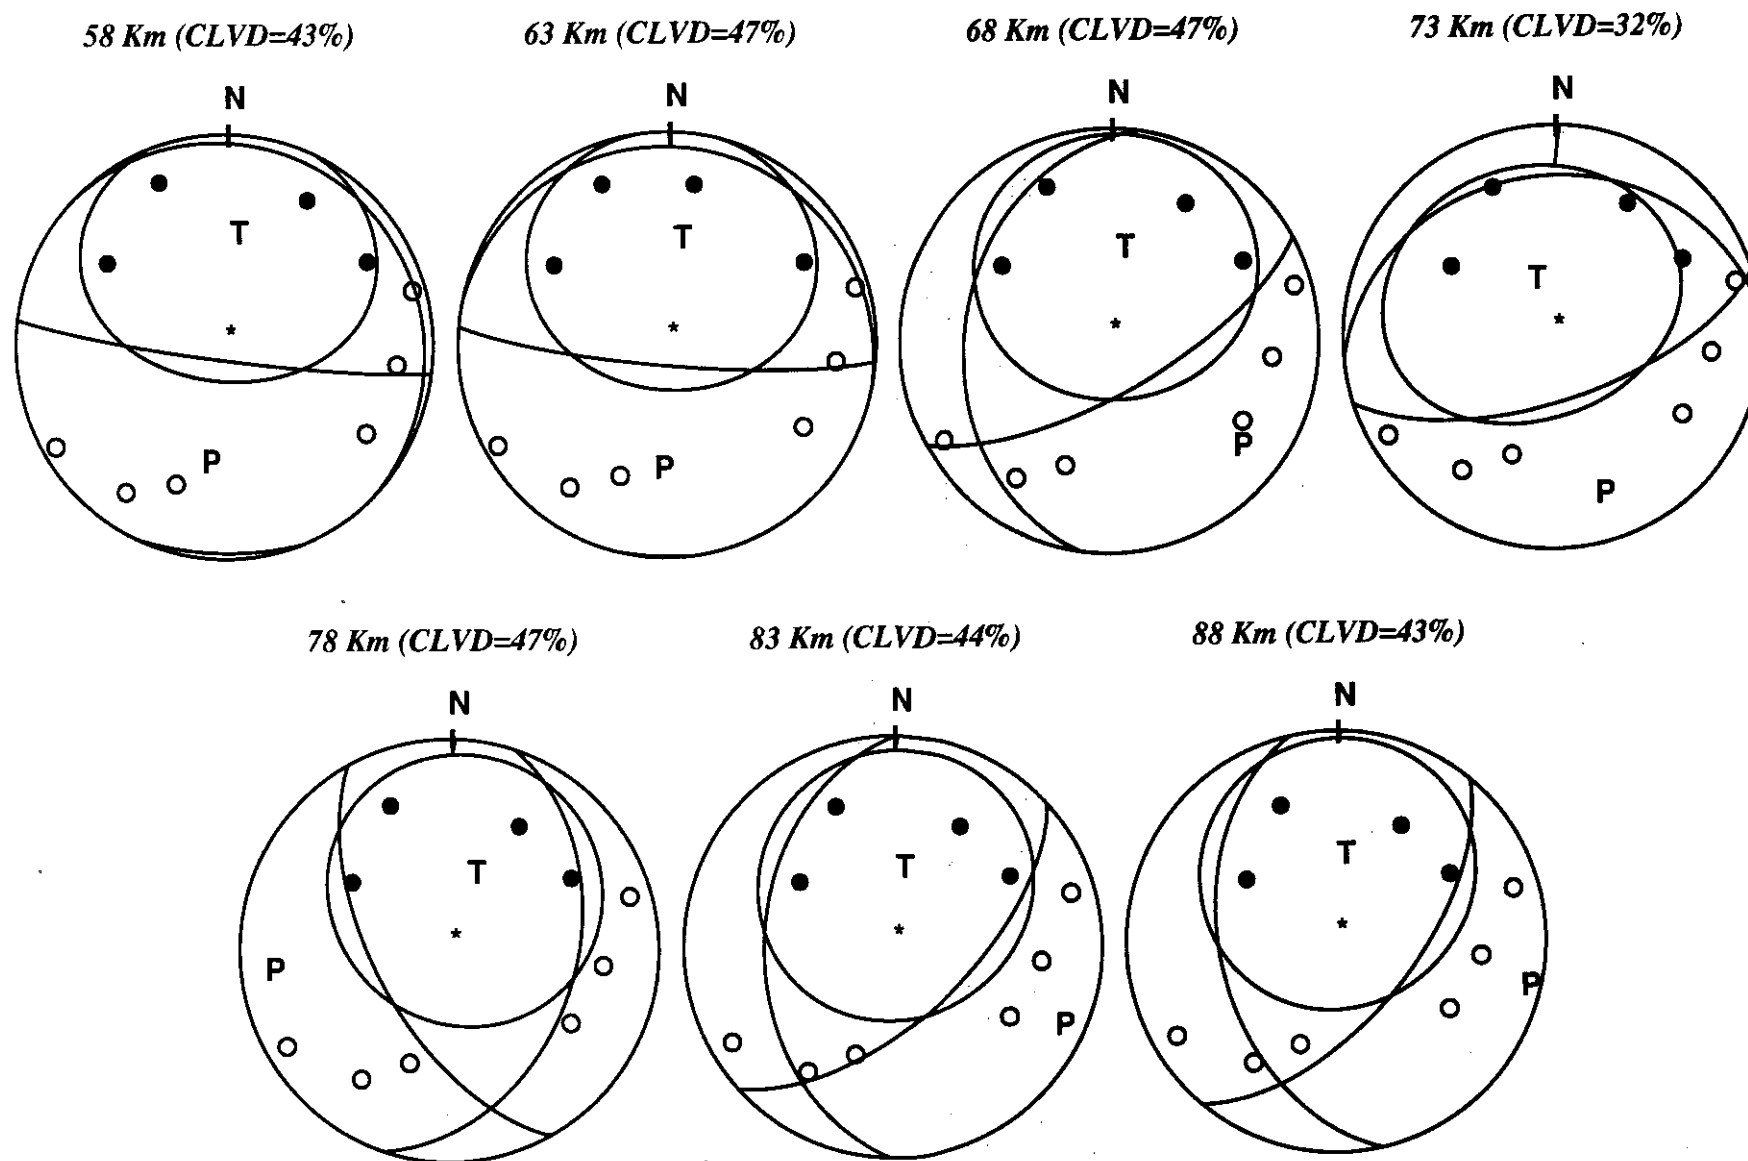 58 Km (CLVD=43%)
63 Km (CLVD=47%)
68 Km (CLVD=47%)
73 Km (CLVD=32%)
N
N
N
N
T
T
T
T
*
*
*
*
P
P
P
P
78 Km (CLVD=47%)
83 Km (CLVD=44%)
88 Km (CLVD=43%)
N
N
N
T
T
T
*
*
*
P
P
P